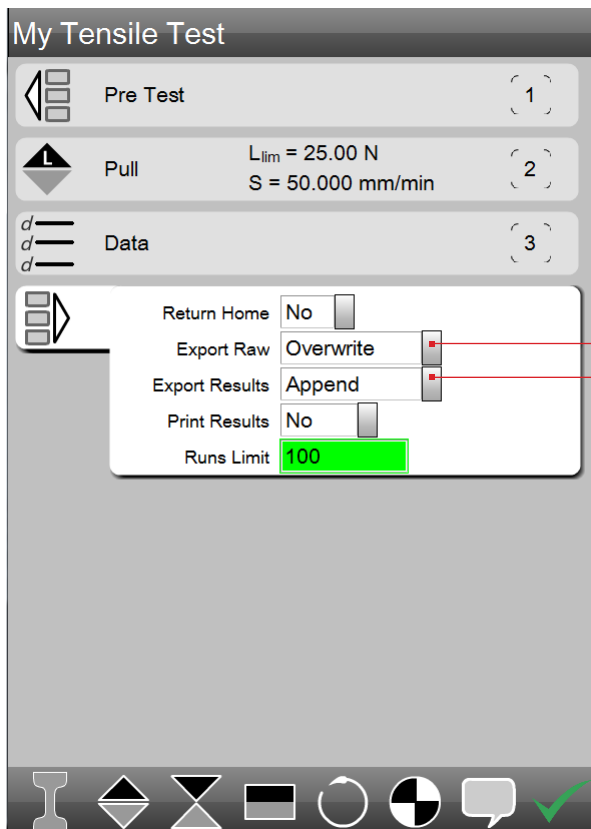 My Tensile Test
Pre Test
1
L
Pull
Llim = 25.00 N
S = 50.000 mm/min
2
d
d
d
Data
3
Return Home No
Export Raw Overwrite
Export Results Append
Print Results No
Runs Limit 100